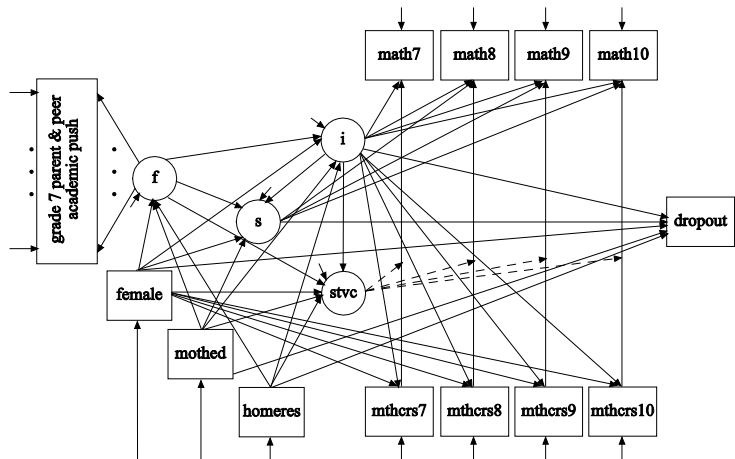 math7
math8
math9
math10
grade 7 parent & peer
academic push
f
i
s
stvc
dropout
female
mothed
homeres
mthcrs7
mthcrs8
mthcrs9
mthcrs10